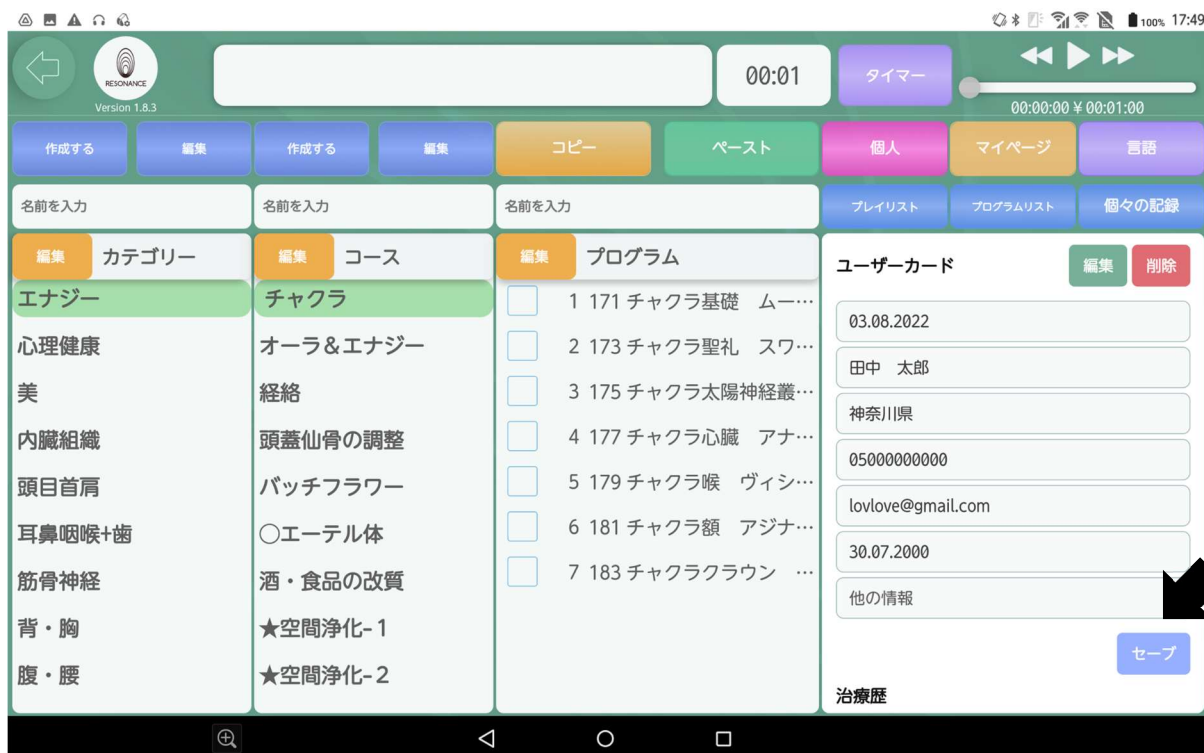 100% 17:49
RESONANCE
Version 1.8.3
00:01
タイマー
00:00:00 ¥ 00:01:00
作成する 編集 作成する 編集 コピー ペースト 個人 マイページ 言語
名前を入力 名前を入力 名前を入力 プレイリスト プログラムリスト 個々の記録
編集 カテゴリー
エナジー
心理健康
美
内臓組織
頭目首肩
耳鼻咽喉+歯
筋骨神経
背・胸
腹・腰
編集 コース
チャクラ
オーラ&エナジー
経絡
頭蓋仙骨の調整
バッチフラワー
○エーテル体
酒・食品の改質
★空間浄化-1
★空間浄化-2
編集 プログラム
1 171 チャクラ基礎 ムー…
2 173 チャクラ聖礼 スワ…
3 175 チャクラ太陽神経叢…
4 177 チャクラ心臓 アナ…
5 179 チャクラ喉 ヴィシ…
6 181 チャクラ額 アジナ…
7 183 チャクラクラウン …
ユーザーカード 編集 削除
03.08.2022
田中 太郎
神奈川県
05000000000
lovlove@gmail.com
30.07.2000
他の情報
セーブ
治療歴